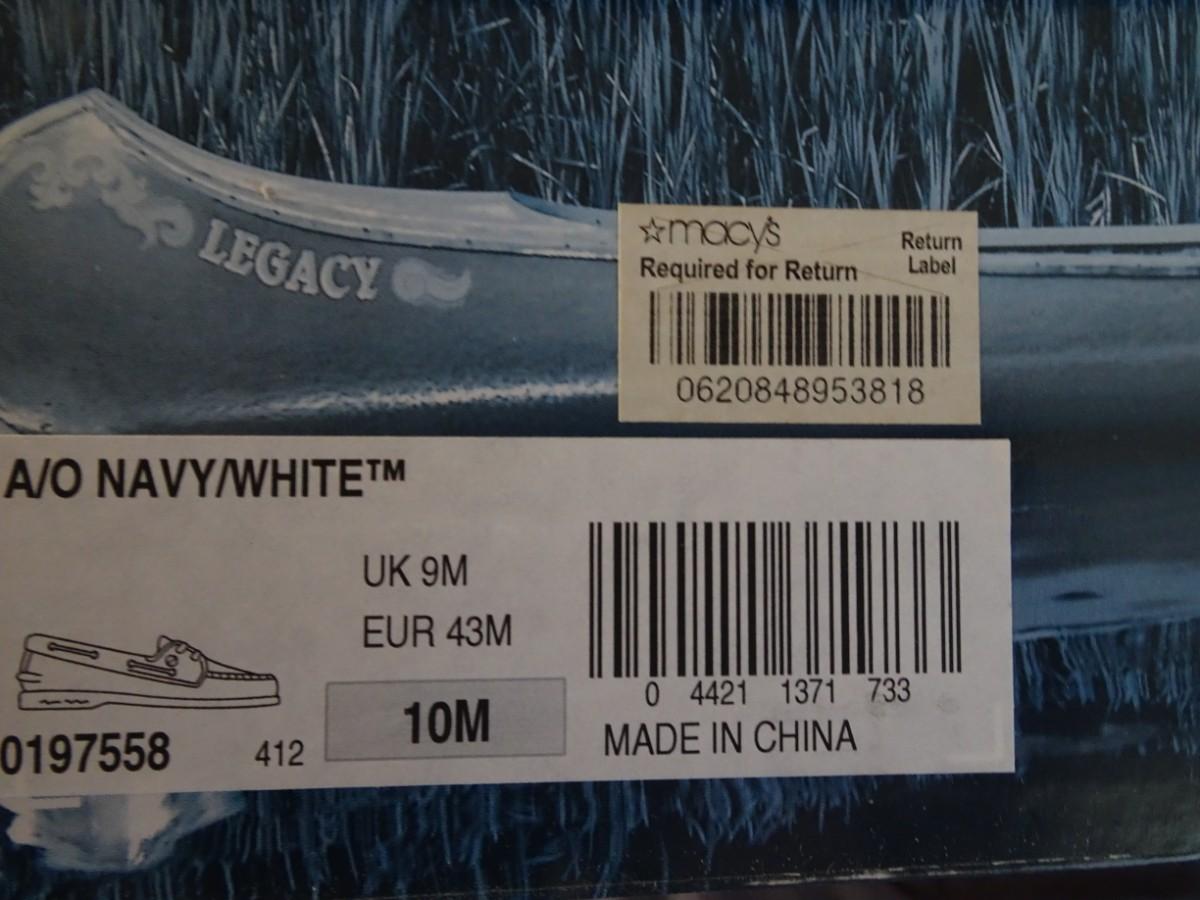 LEGACY
☆macy's
Return
Label
Required for Return
0620848953818
A/O NAVY/WHITE™
UK 9M
EUR 43M
10M
0197558
412
0 4421 1371 733
MADE IN CHINA